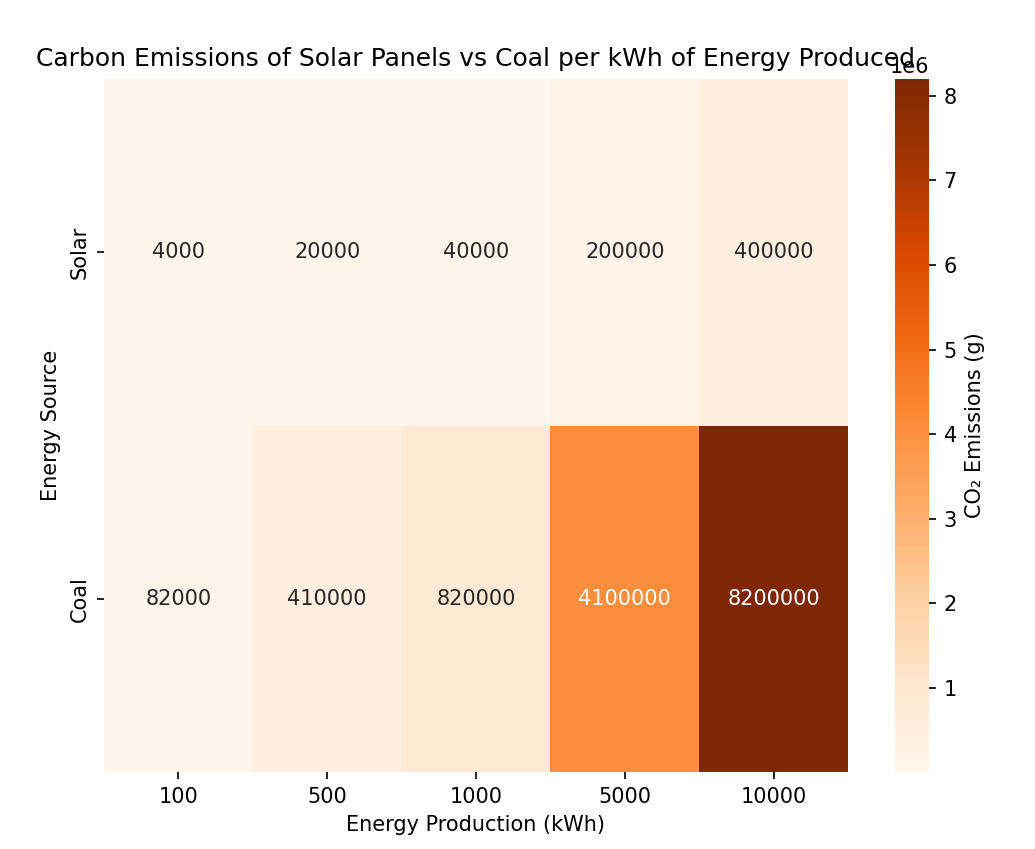 Carbon Emissions of Solar Panels vs Coal per kWh of Energy Produced
1e6
8
7
6
5
4
3
2
1
CO₂ Emissions (g)
Energy Source
Solar
4000 20000 40000 200000 400000
Coal
82000 410000 820000 4100000 8200000
100 500 1000 5000 10000
Energy Production (kWh)